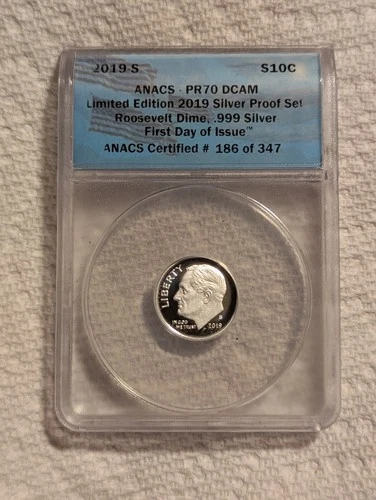 2019-S S10C
ANACS - PR70 DCAM
Limited Edition 2019 Silver Proof Set
Roosevelt Dime, .999 Silver
First Day of Issue™
ANACS Certified # 186 of 347
LIBERTY
IN GOD
WE TRUST
S
2019